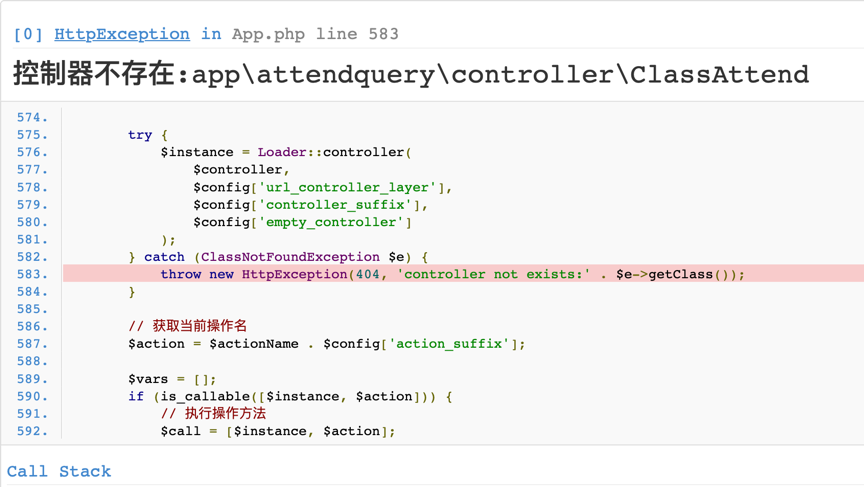 [0] HttpException in App.php line 583
控制器不存在:app\attendquery\controller\ClassAttend
574.
575. try {
576. $instance = Loader::controller(
577. $controller,
578. $config['url_controller_layer'],
579. $config['controller_suffix'],
580. $config['empty_controller']
581. );
582. } catch (ClassNotFoundException $e) {
583. throw new HttpException(404, 'controller not exists:' . $e->getClass());
584. }
585.
586. // 获取当前操作名
587. $action = $actionName . $config['action_suffix'];
588.
589. $vars = [];
590. if (is_callable([$instance, $action])) {
591. // 执行操作方法
592. $call = [$instance, $action];
Call Stack